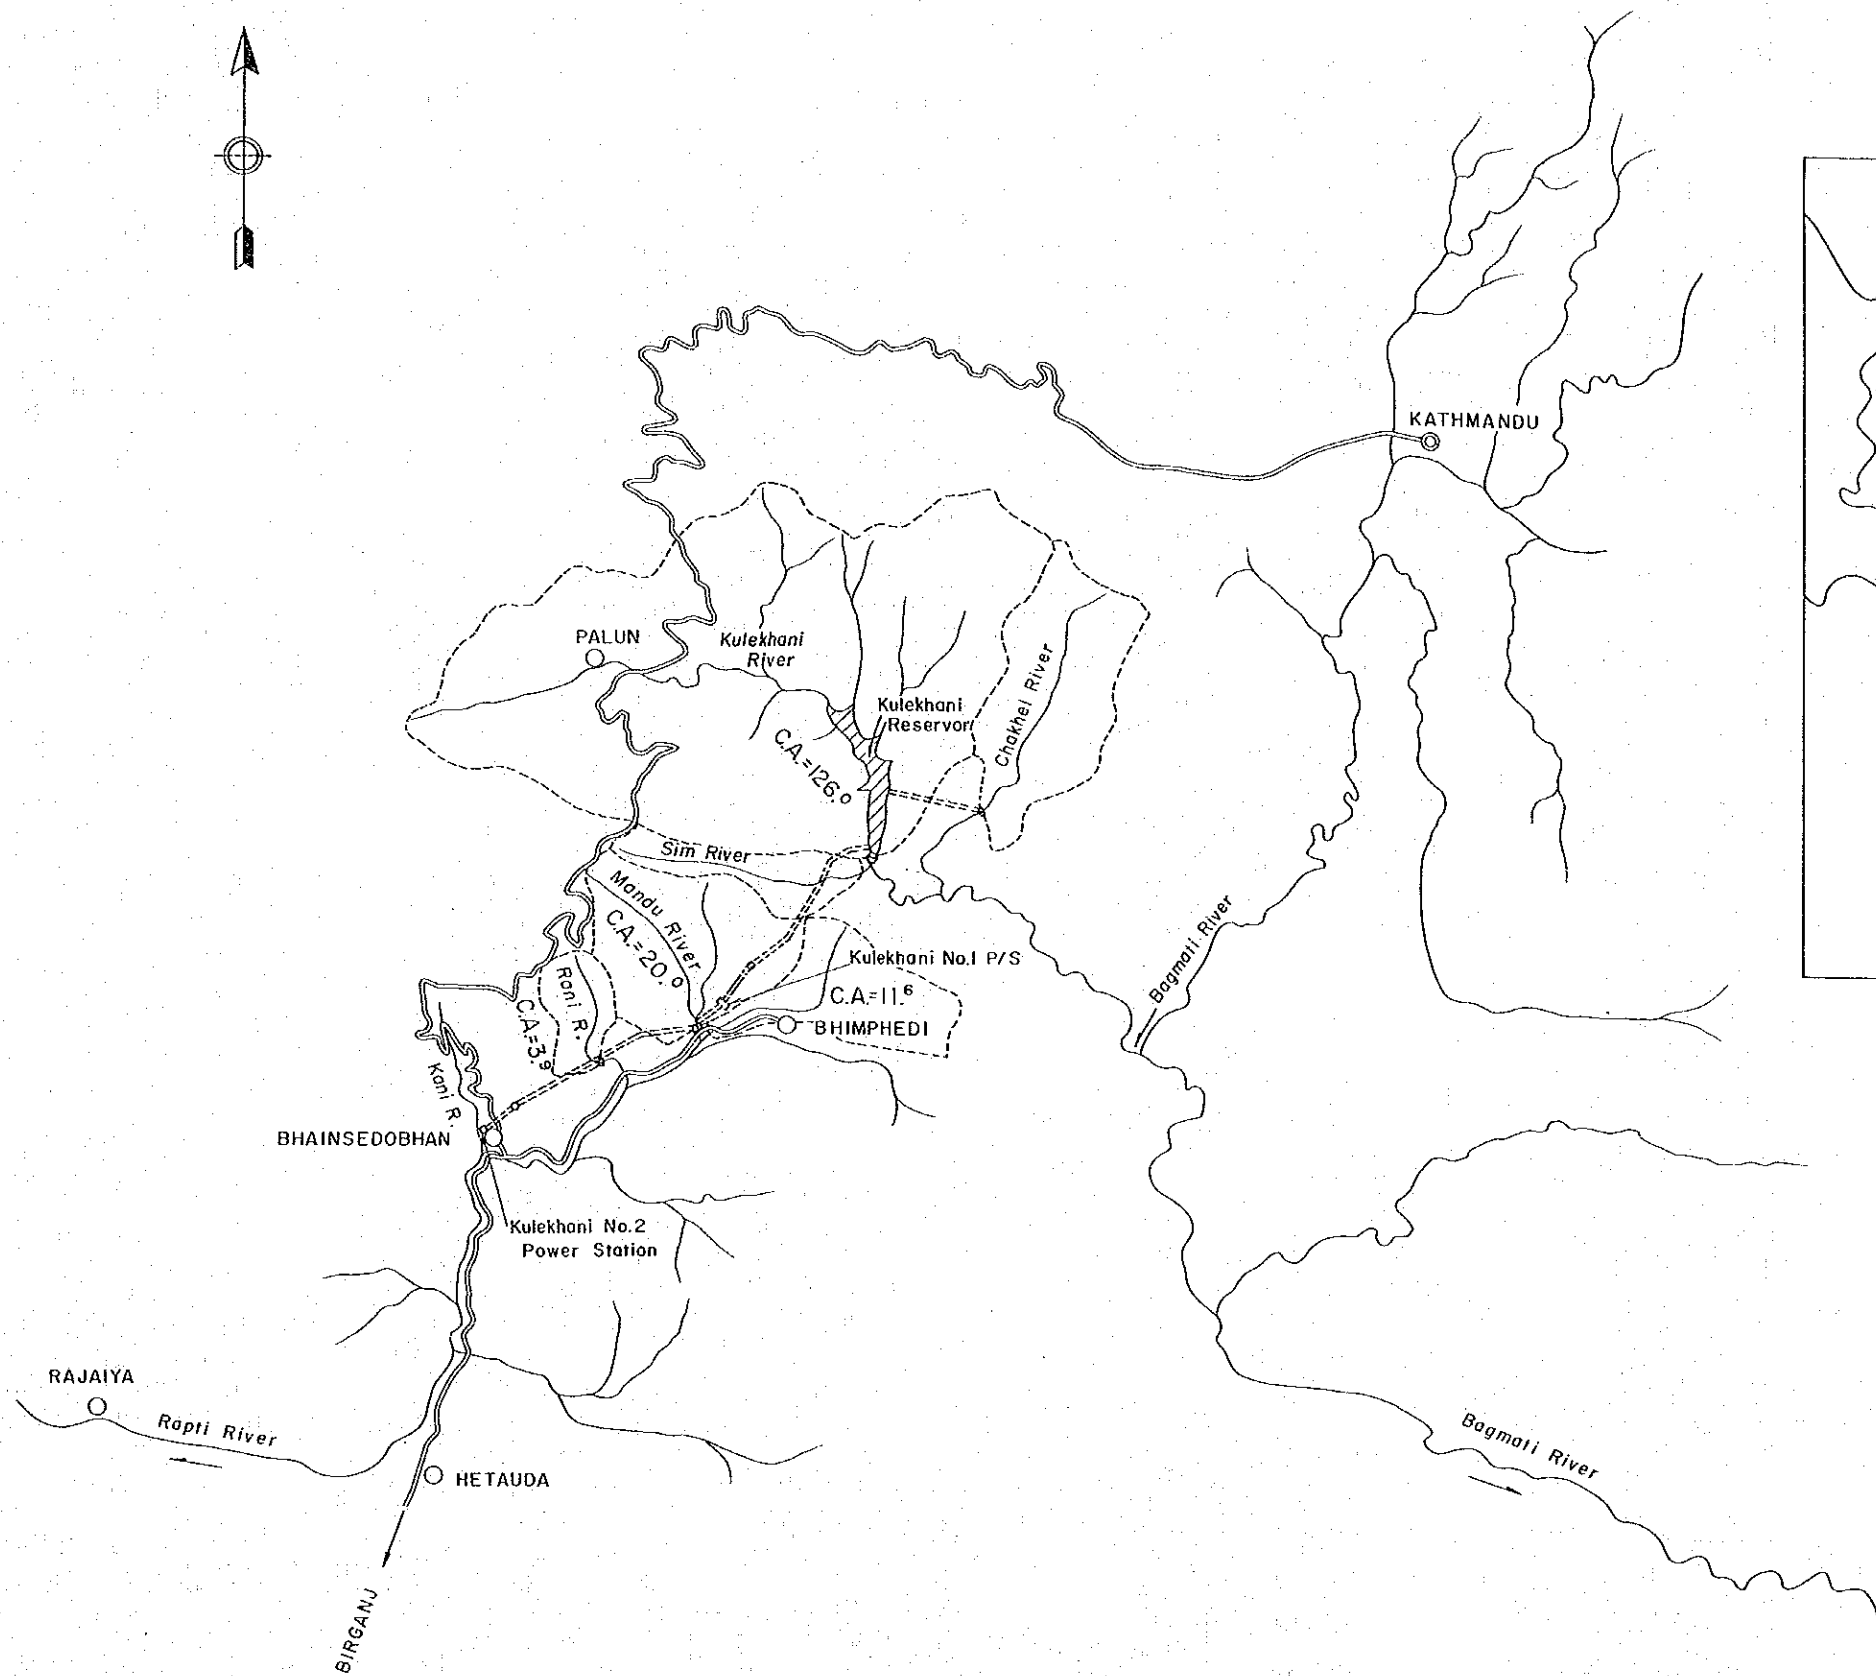 KATHMANDU
PALUN
Kulekhani
River
Kulekhani
Reservor
Chakhel River
C.A.=126.0
Sim River
Mandu River
C.A.=20.0
Bagmati River
Kulekhani No.1 P/S
Rani R.
C.A.=11.6
C.A.=3.9
BHIMPHEDI
Kani R.
BHAINSEDOBHAN
Kulekhani No.2
Power Station
RAJAIYA
Rapti River
Bagmati River
HETAUDA
BIRGANJ